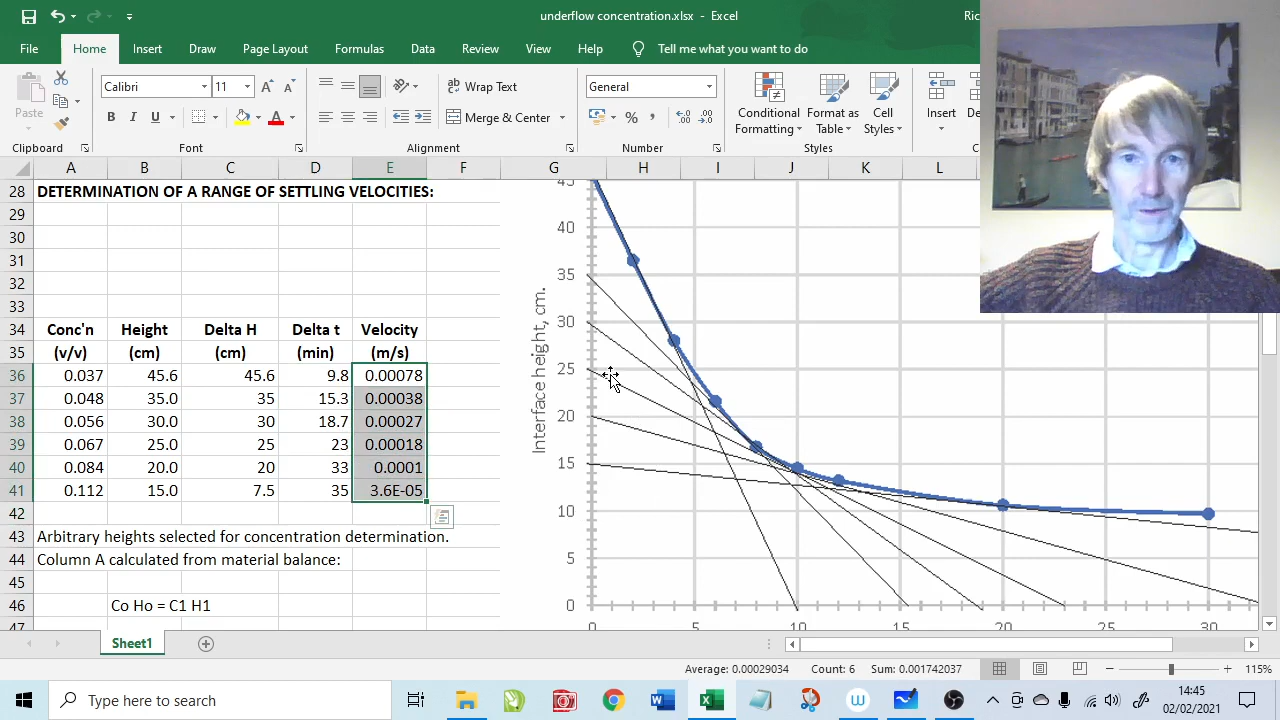 underflow concentration.xlsx - Excel
File Home Insert Draw Page Layout Formulas Data Review View Help Tell me what you want to do
Paste
Calibri 11 A A
B I U A
Wrap Text
Merge & Center
General
% ,
Conditional Formatting
Format as Table
Cell Styles
Insert
Clipboard Font Alignment Number Styles
A B C D E F G H I J K L
28 DETERMINATION OF A RANGE OF SETTLING VELOCITIES:
29
30
31
32
33
34 Conc'n Height Delta H Delta t Velocity
35 (v/v) (cm) (cm) (min) (m/s)
36 0.037 45.6 45.6 9.8 0.00078
37 0.048 35.0 35 15.3 0.00038
38 0.056 30.0 30 18.7 0.00027
39 0.067 25.0 25 23 0.00018
40 0.084 20.0 20 33 0.0001
41 0.112 15.0 7.5 35 3.6E-05
42
43 Arbitrary heights selected for concentration determination.
44 Column A calculated from material balance:
45
46 Co Ho = C1 H1
47
Interface height, cm.
45
40
35
30
25
20
15
10
5
0
0 5 10 15 20 25 30
Sheet1
Average: 0.00029034 Count: 6 Sum: 0.001742037 115%
Type here to search
14:45
02/02/2021